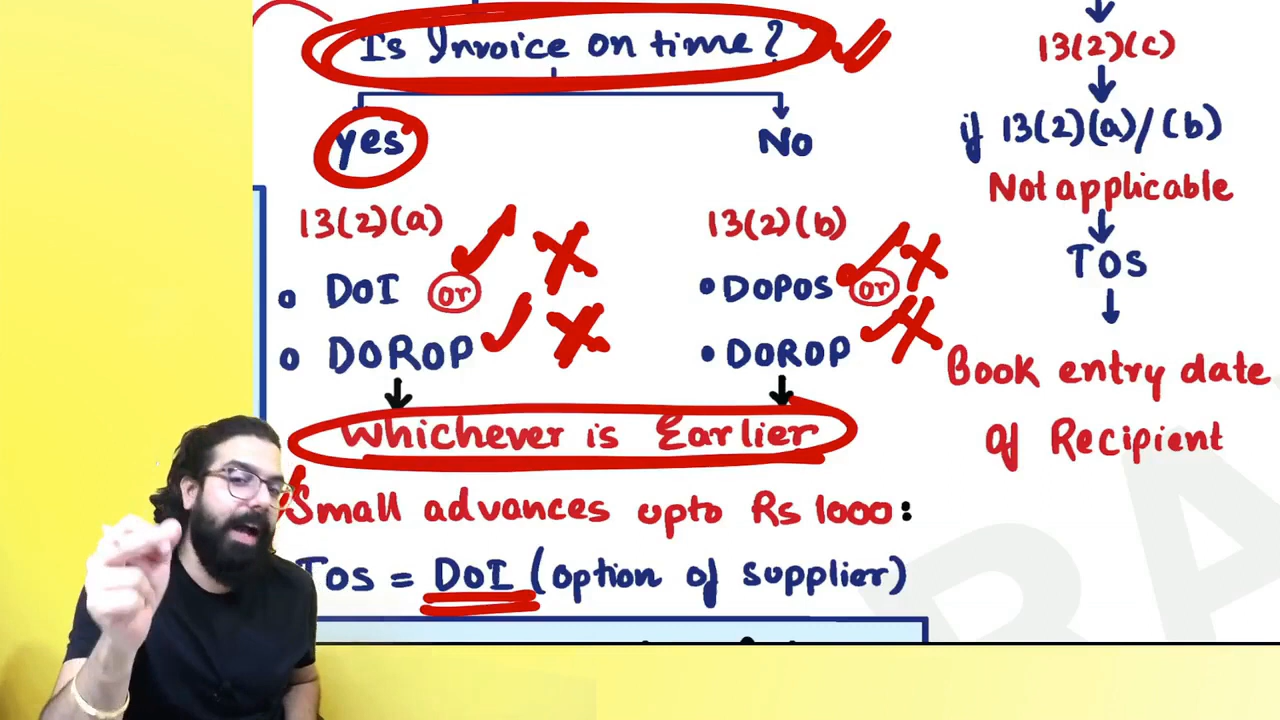 Is Invoice on time?
yes
No
13(2)(a)
• DOI or
• DOROP
13(2)(b)
• DOPOS or
• DOROP
Whichever is Earlier
Small advances upto Rs 1000:
TOS = DOI (option of supplier)
13(2)(c)
if 13(2)(a)/(b)
Not applicable
TOS
Book entry date
of Recipient